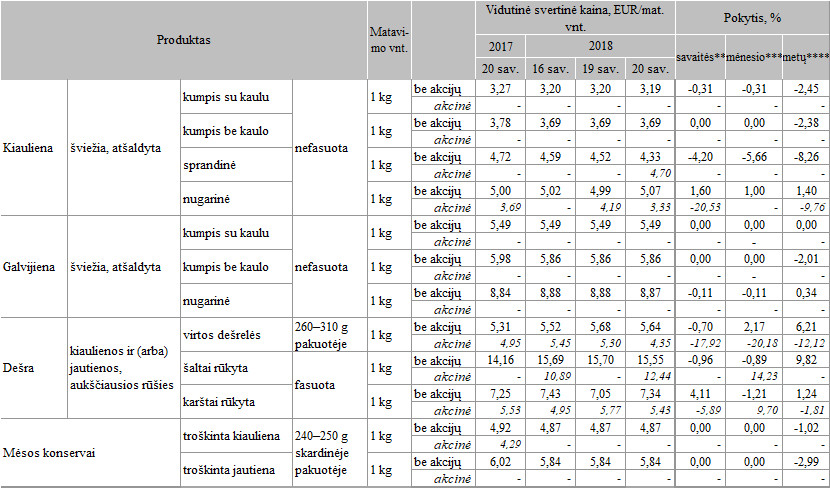 Produktas Matavi-mo vnt. Vidutinė svertinė kaina, EUR/mat. vnt. Pokytis, %
2017 2018 savaitės** mėnesio*** metų****
20 sav. 16 sav. 19 sav. 20 sav.
Kiauliena šviežia, atšaldyta kumpis su kaulu nefasuota 1 kg be akcijų 3,27 3,20 3,20 3,19 -0,31 -0,31 -2,45
akcinė - - - - - - -
kumpis be kaulo 1 kg be akcijų 3,78 3,69 3,69 3,69 0,00 0,00 -2,38
akcinė - - - - - - -
sprandinė 1 kg be akcijų 4,72 4,59 4,52 4,33 -4,20 -5,66 -8,26
akcinė - - - 4,70 - - -
nugarinė 1 kg be akcijų 5,00 5,02 4,99 5,07 1,60 1,00 1,40
akcinė 3,69 - 4,19 3,33 -20,53 - -9,76
Galvijiena šviežia, atšaldyta kumpis su kaulu nefasuota 1 kg be akcijų 5,49 5,49 5,49 5,49 0,00 0,00 0,00
akcinė - - - - - - -
kumpis be kaulo 1 kg be akcijų 5,98 5,86 5,86 5,86 0,00 0,00 -2,01
akcinė - - - - - - -
nugarinė 1 kg be akcijų 8,84 8,88 8,88 8,87 -0,11 -0,11 0,34
akcinė - - - - - - -
Dešra kiaulienos ir (arba) jautienos, aukščiausios rūšies virtos dešrelės 260–310 g pakuotėje 1 kg be akcijų 5,31 5,52 5,68 5,64 -0,70 2,17 6,21
akcinė 4,95 5,45 5,30 4,35 -17,92 -20,18 -12,12
šaltai rūkyta fasuota 1 kg be akcijų 14,16 15,69 15,70 15,55 -0,96 -0,89 9,82
akcinė - 10,89 - 12,44 - 14,23 -
karštai rūkyta 1 kg be akcijų 7,25 7,43 7,05 7,34 4,11 -1,21 1,24
akcinė 5,53 4,95 5,77 5,43 -5,89 9,70 -1,81
Mėsos konservai troškinta kiauliena 240–250 g skardinėje pakuotėje 1 kg be akcijų 4,92 4,87 4,87 4,87 0,00 0,00 -1,02
akcinė 4,29 - - - - - -
troškinta jautiena 1 kg be akcijų 6,02 5,84 5,84 5,84 0,00 0,00 -2,99
akcinė - - - - - - -